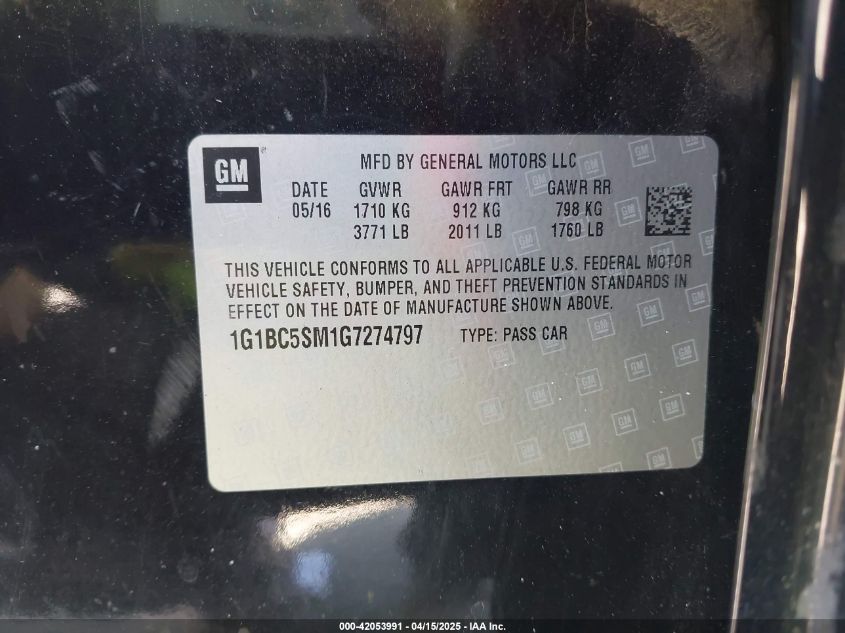 GM
MFD BY GENERAL MOTORS LLC
DATE GVWR GAWR FRT GAWR RR
05/16 1710 KG 912 KG 798 KG
3771 LB 2011 LB 1760 LB
THIS VEHICLE CONFORMS TO ALL APPLICABLE U.S. FEDERAL MOTOR
VEHICLE SAFETY, BUMPER, AND THEFT PREVENTION STANDARDS IN
EFFECT ON THE DATE OF MANUFACTURE SHOWN ABOVE.
1G1BC5SM1G7274797 TYPE: PASS CAR
000-42053991 - 04/15/2025 - IAA Inc.